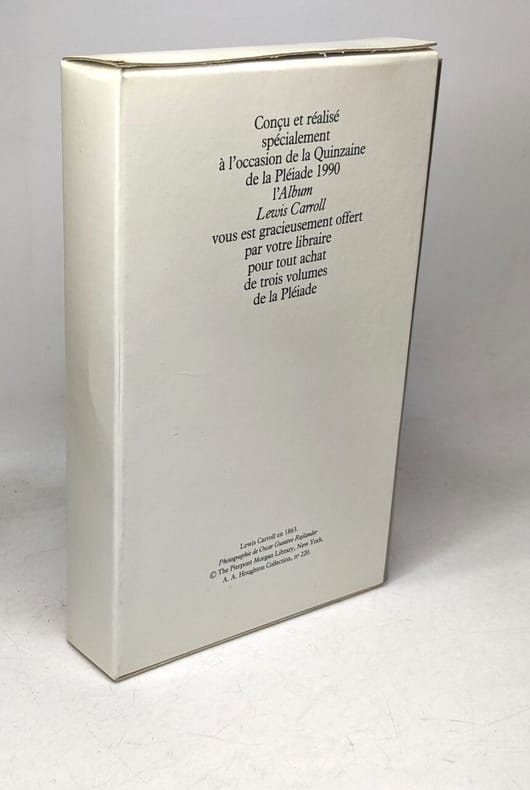 Conçu et réalisé
spécialement
à l'occasion de la Quinzaine
de la Pléiade 1990
l'Album
Lewis Carroll
vous est gracieusement offert
par votre libraire
pour tout achat
de trois volumes
de la Pléiade
Lewis Carroll en 1863.
Photographie de Oscar Gustave Rejlander
© The Pierpont Morgan Library, New York.
A. A. Houghton Collection, nº 220.